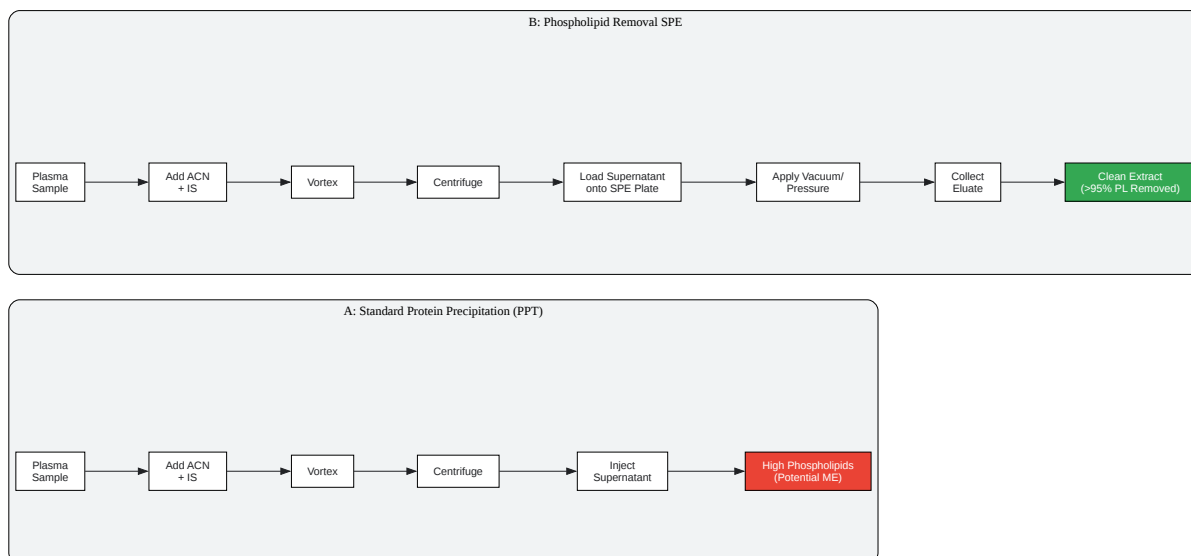 B: Phospholipid Removal SPE
Plasma
Sample
Add ACN
+ IS
Vortex
Centrifuge
Load Supernatant
onto SPE Plate
Apply Vacuum/
Pressure
Collect
Eluate
Clean Extract
(>95% PL Removed)
A: Standard Protein Precipitation (PPT)
Plasma
Sample
Add ACN
+ IS
Vortex
Centrifuge
Inject
Supernatant
High Phospholipids
(Potential ME)